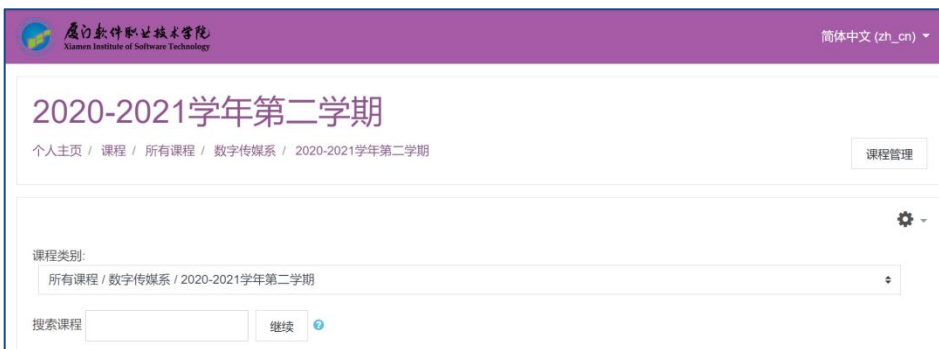 厦门软件职业技术学院
Xiamen Institute of Software Technology
简体中文 (zh_cn)
2020-2021学年第二学期
个人主页 / 课程 / 所有课程 / 数字传媒系 / 2020-2021学年第二学期
课程管理
课程类别:
所有课程 / 数字传媒系 / 2020-2021学年第二学期
搜索课程 继续